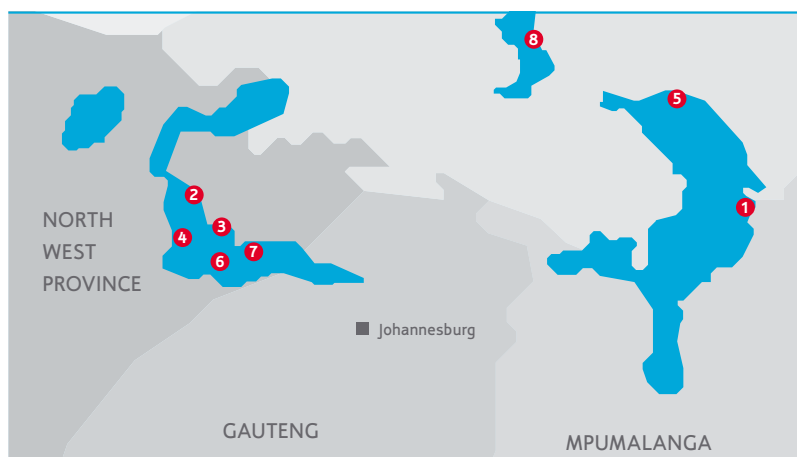 8
5
2
1
3
4
7
6
NORTH
WEST
PROVINCE
Johannesburg
GAUTENG
MPUMALANGA